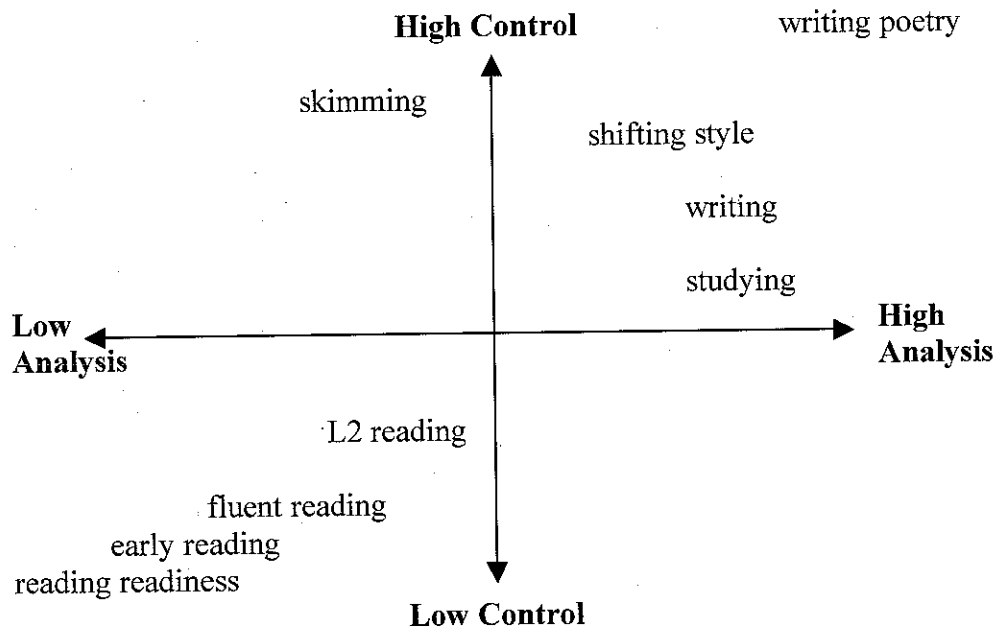 High Control
writing poetry
skimming
shifting style
writing
studying
Low
Analysis
High
Analysis
L2 reading
fluent reading
early reading
reading readiness
Low Control